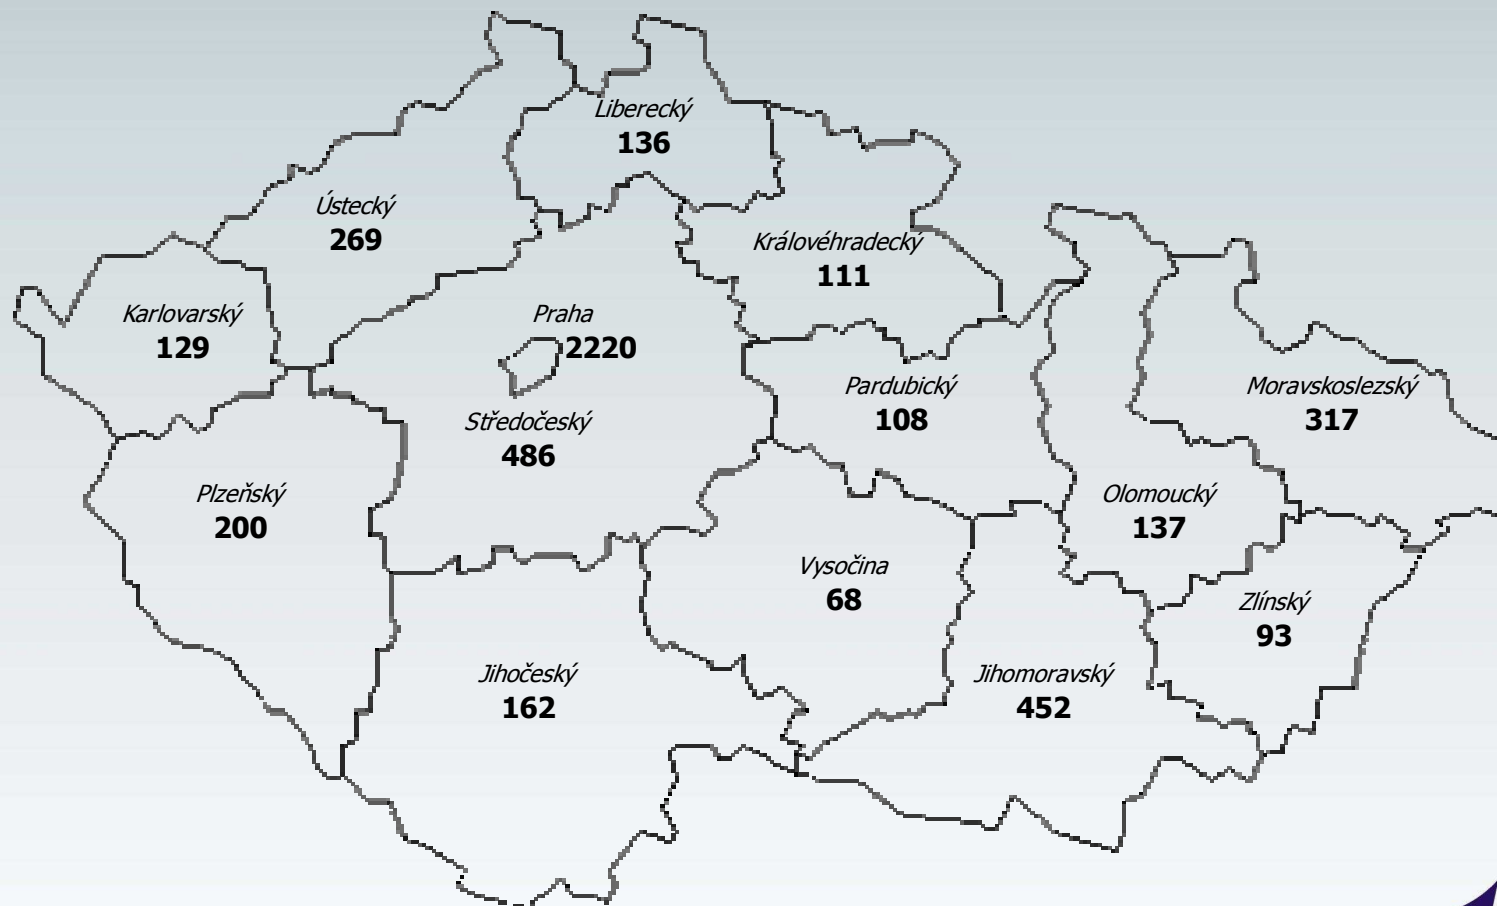 Liberecký
136
Ústecký
269
Královéhradecký
111
Karlovarský
129
Praha
2220
Pardubický
108
Moravskoslezský
317
Středočeský
486
Plzeňský
200
Olomoucký
137
Vysočina
68
Zlínský
93
Jihočeský
162
Jihomoravský
452